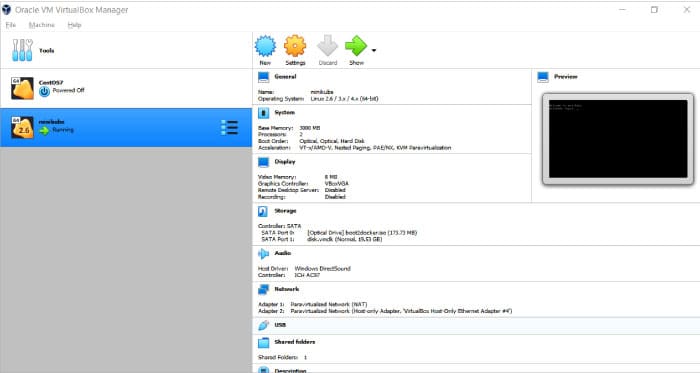 Oracle VM VirtualBox Manager
File Machine Help
Tools
New Settings Discard Show
CentOS7
Powered Off
minikube
Running
64
2.6
General
Name: minikube
Operating System: Linux 2.6 / 3.x / 4.x (64-bit)
System
Base Memory: 3000 MB
Processors: 2
Boot Order: Optical, Optical, Hard Disk
Acceleration: VT-x/AMD-V, Nested Paging, PAE/NX, KVM Paravirtualization
Display
Video Memory: 8 MB
Graphics Controller: VBoxVGA
Remote Desktop Server: Disabled
Recording: Disabled
Storage
Controller: SATA
SATA Port 0: [Optical Drive] boot2docker.iso (173.73 MB)
SATA Port 1: disk.vmdk (Normal, 19.53 GB)
Audio
Host Driver: Windows DirectSound
Controller: ICH AC97
Network
Adapter 1: Paravirtualized Network (NAT)
Adapter 2: Paravirtualized Network (Host-only Adapter, 'VirtualBox Host-Only Ethernet Adapter #4')
USB
Shared folders
Shared Folders: 1
Description
Preview